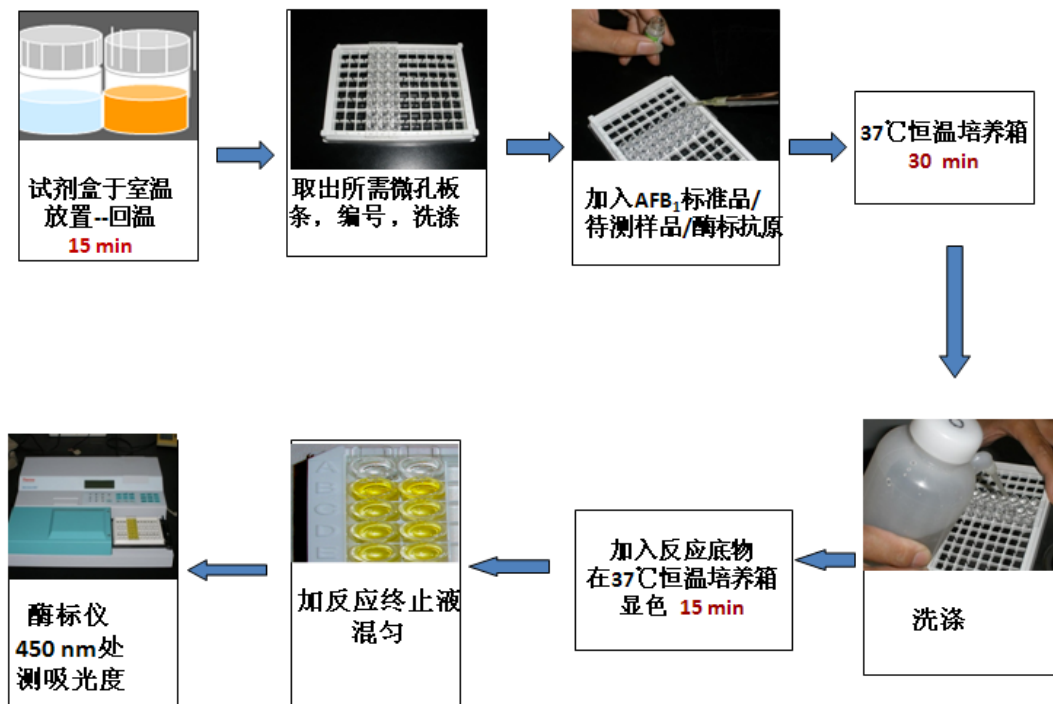 试剂盒于室温
放置--回温
15 min
取出所需微孔板
条，编号，洗涤
加入AFB₁标准品/
待测样品/酶标抗原
37℃恒温培养箱
30 min
洗涤
加入反应底物
在37℃恒温培养箱
显色 15 min
加反应终止液
混匀
A
B
C
D
E
酶标仪
450 nm处
测吸光度